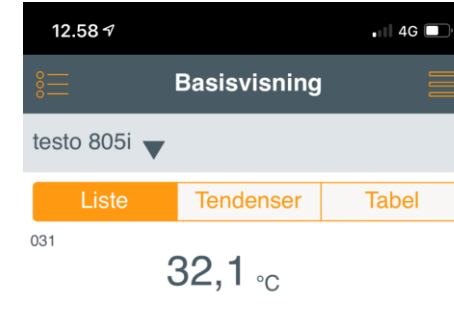 12.58 4G
Basisvisning
testo 805i
Liste Tendenser Tabel
031
32,1 °C